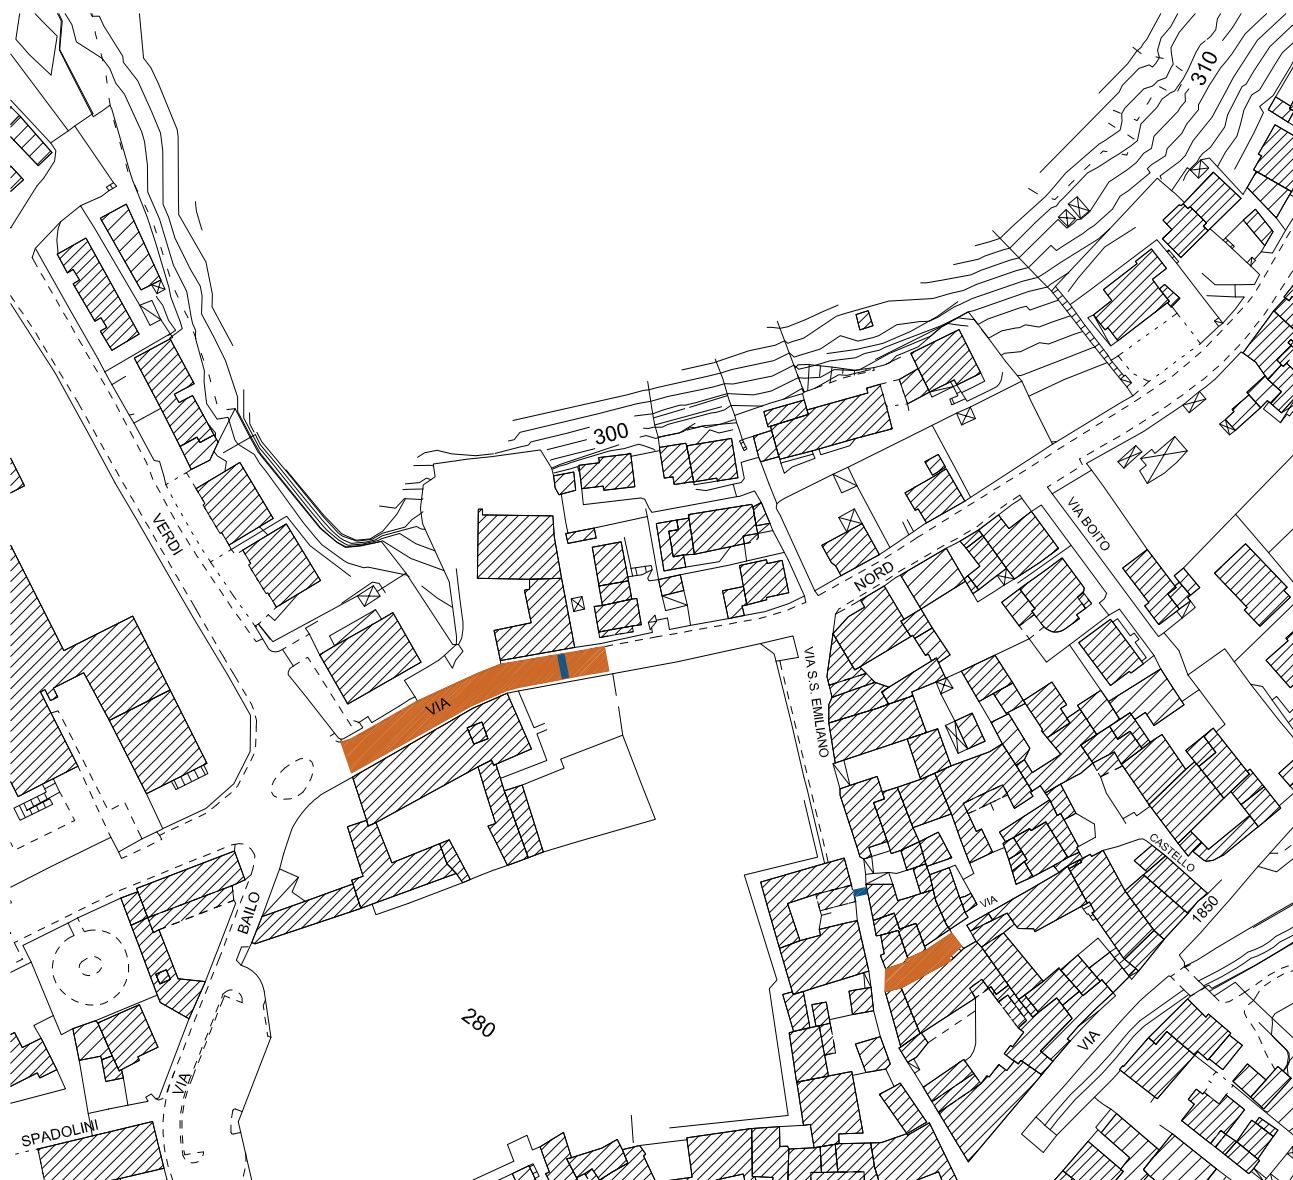 310
300
VERDI
VIA BOITO
NORD
VIA S.S. EMILIANO
VIA
CASTELLO
VIA
1850
BAILO
280
VIA
VIA
SPADOLINI